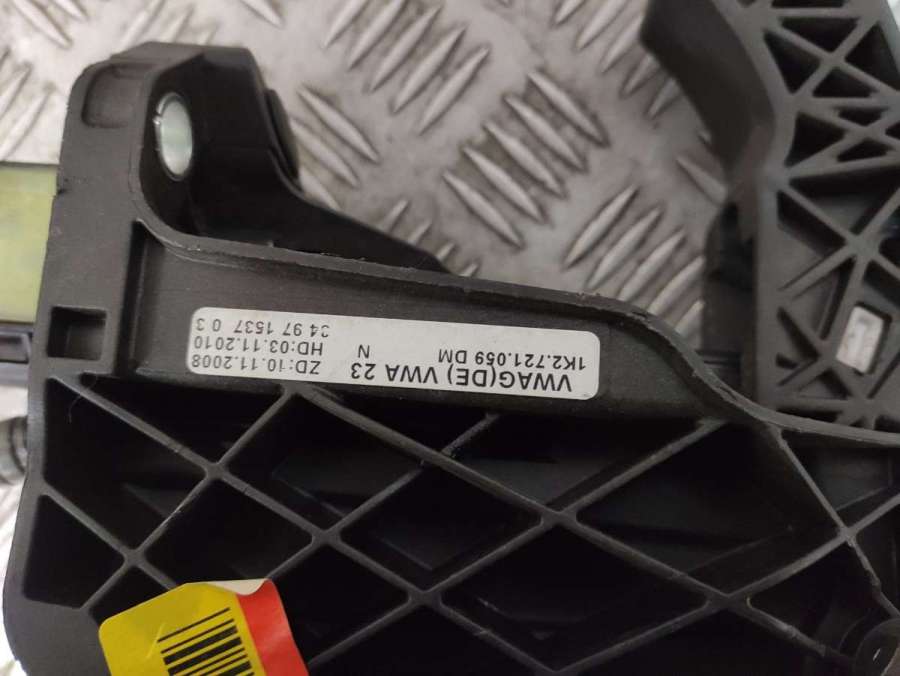 VWAG(DE) VWA 23
1K2.721.059 DM N
ZD:10.11.2008
HD:03.11.2010
34 97 1537 0 3